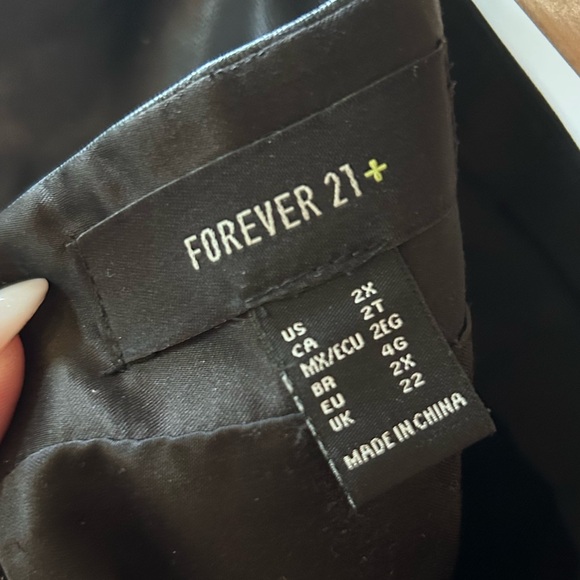 FOREVER 21+
US 2X
CA 2T
MX/ECU 2EG
BR 4G
EU 2X
UK 22
MADE IN CHINA